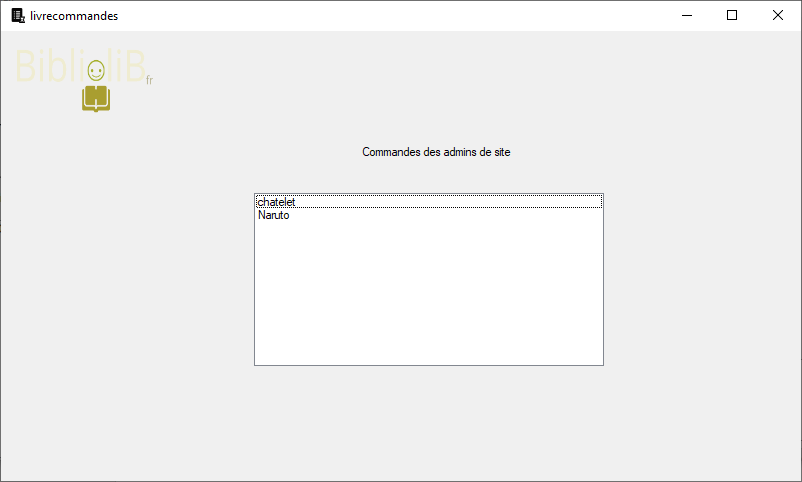 livrecommandes
BiblioliB
fr
Commandes des admins de site
chatelet
Naruto